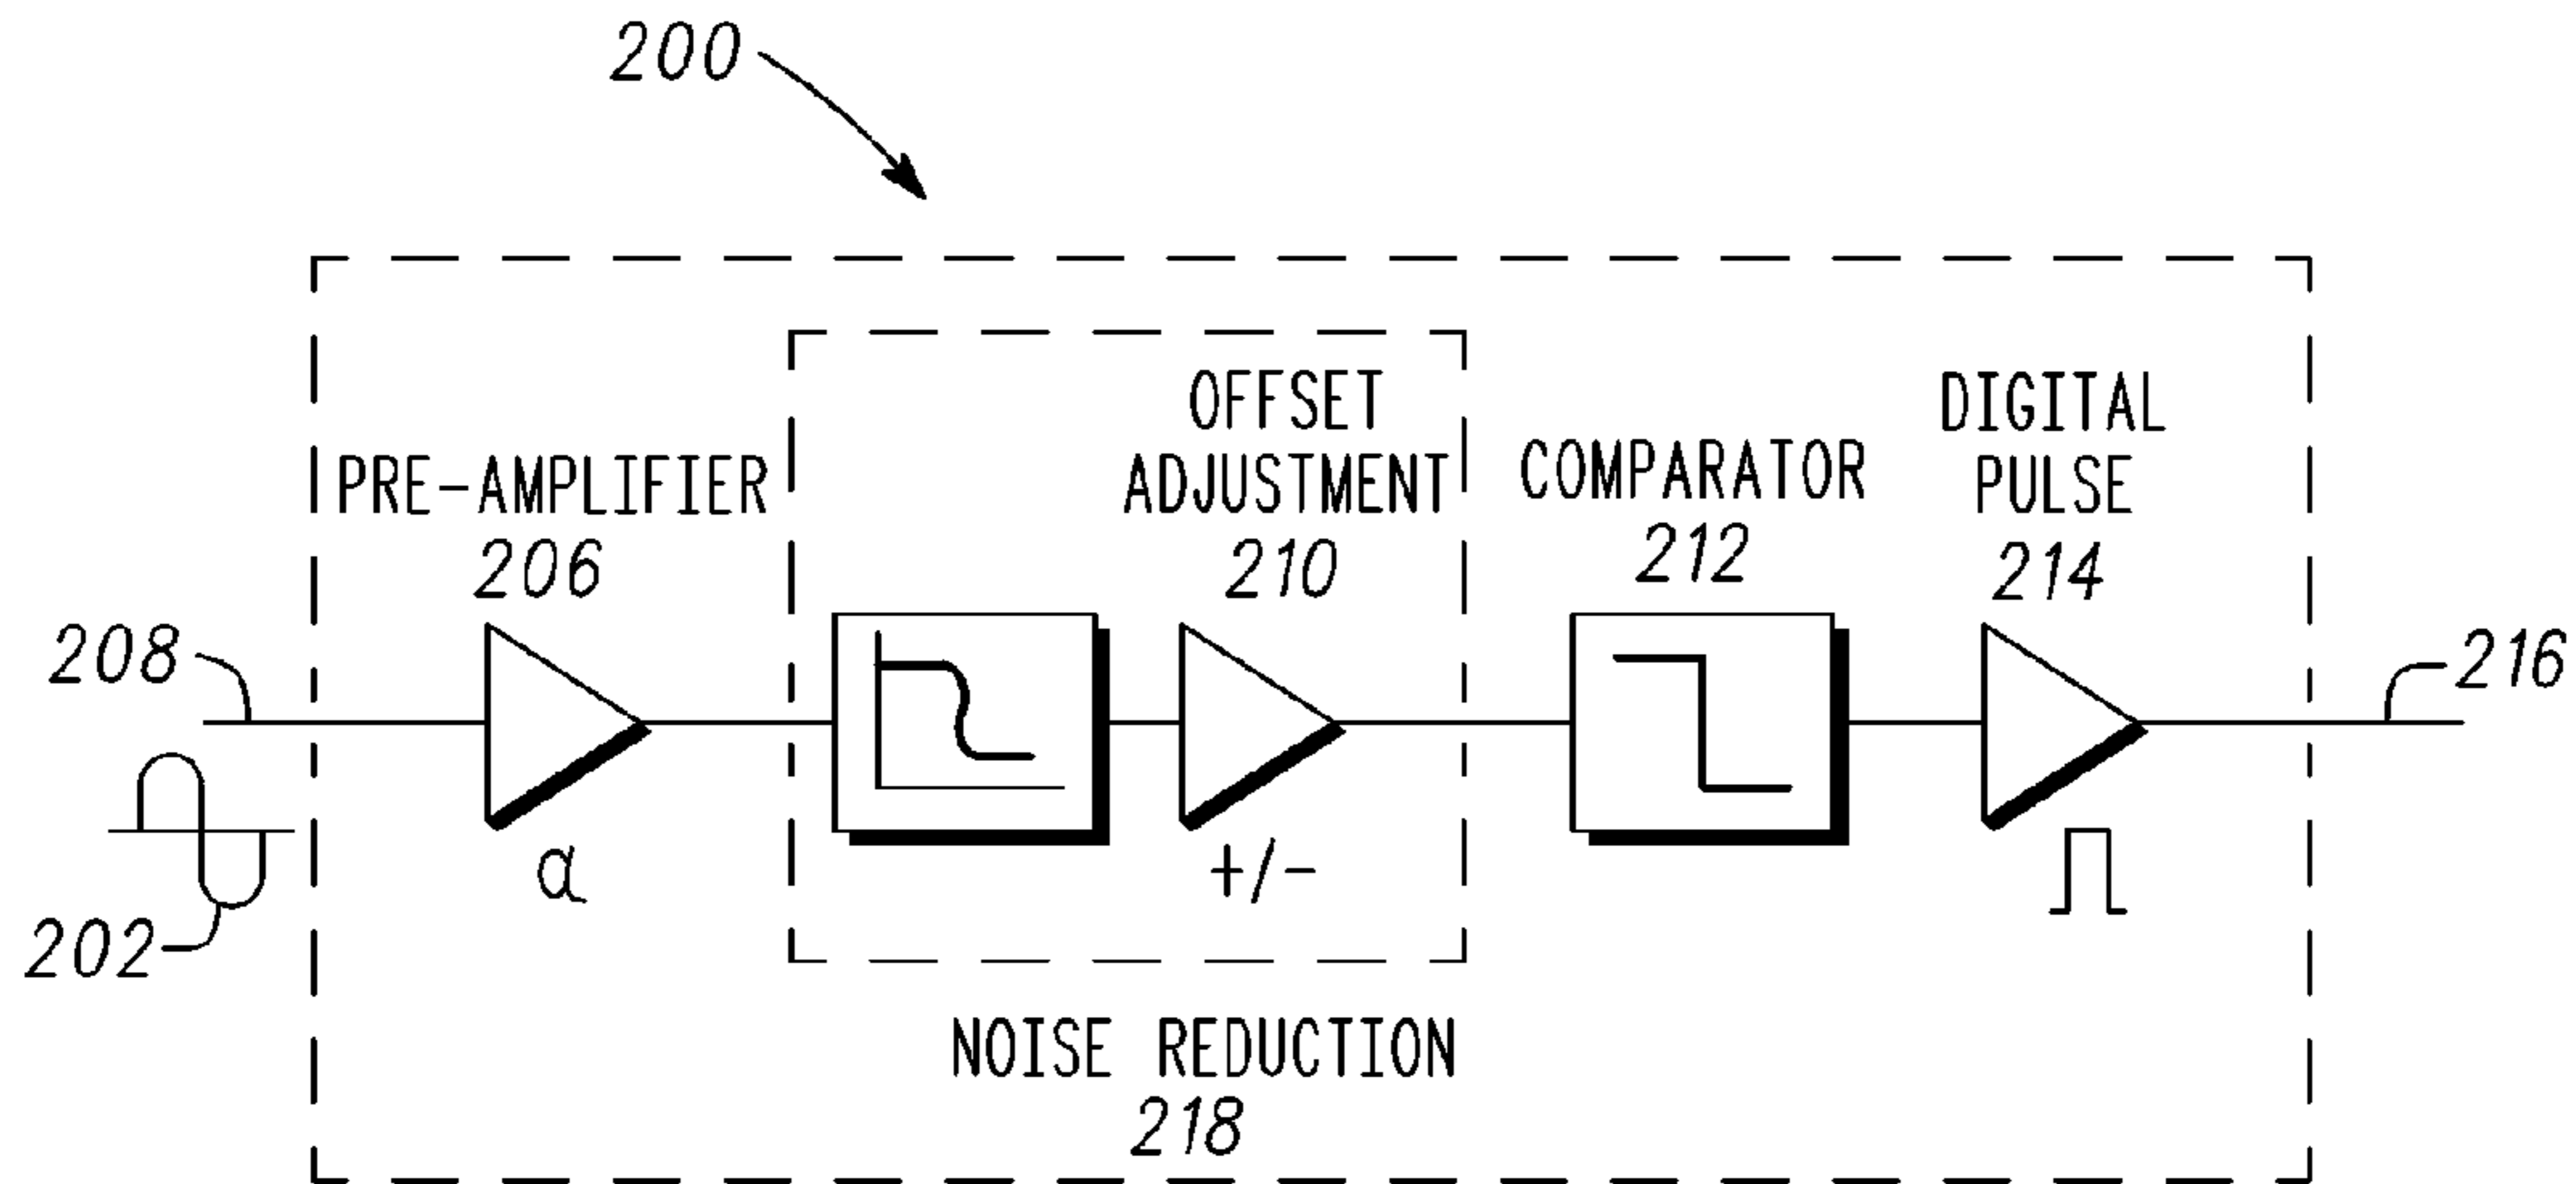 200
OFFSET
ADJUSTMENT
210
DIGITAL
PULSE
214
PRE-AMPLIFIER
206
COMPARATOR
212
208
216
202
α
+/-
NOISE REDUCTION
218